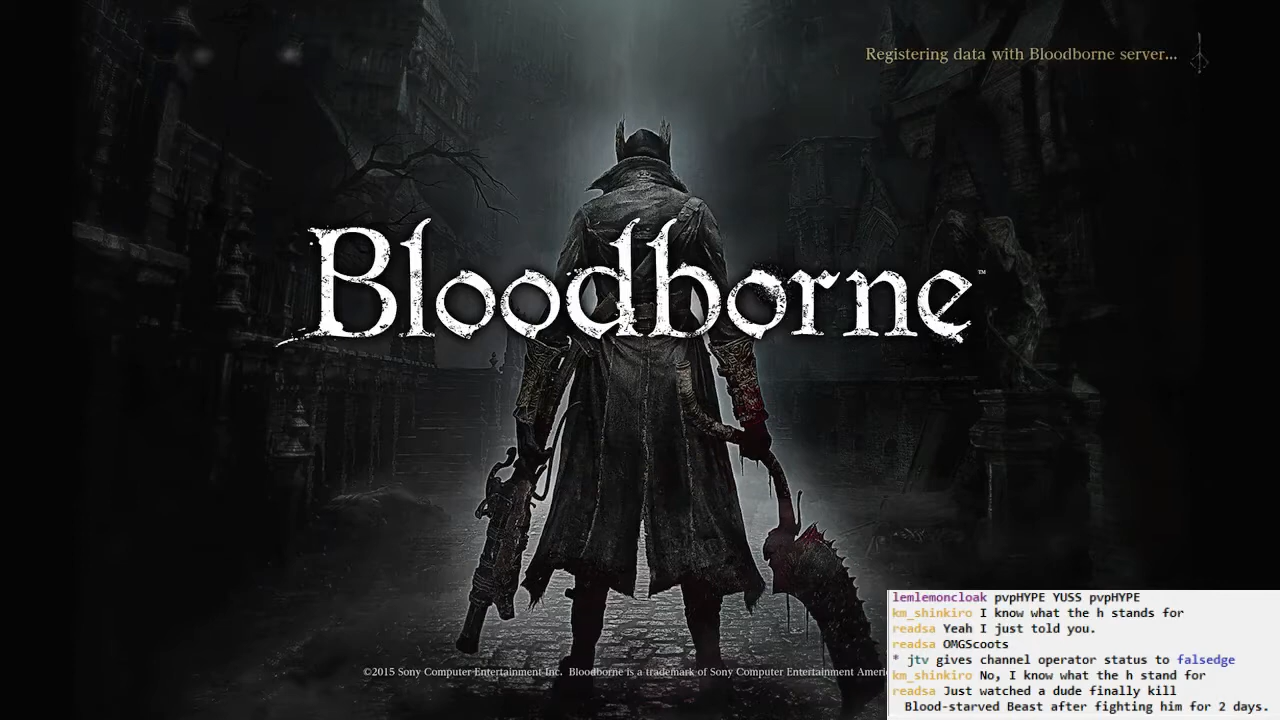 Registering data with Bloodborne server...
Bloodborne™
©2015 Sony Computer Entertainment Inc. Bloodborne is a trademark of Sony Computer Entertainment
lemlemoncloak pvpHYPE YUSS pvpHYPE
km_shinkiro I know what the h stands for
readsa Yeah I just told you.
readsa OMGScoots
* jtv gives channel operator status to falsedge
km_shinkiro No, I know what the h stand for
readsa Just watched a dude finally kill
Blood-starved Beast after fighting him for 2 days.